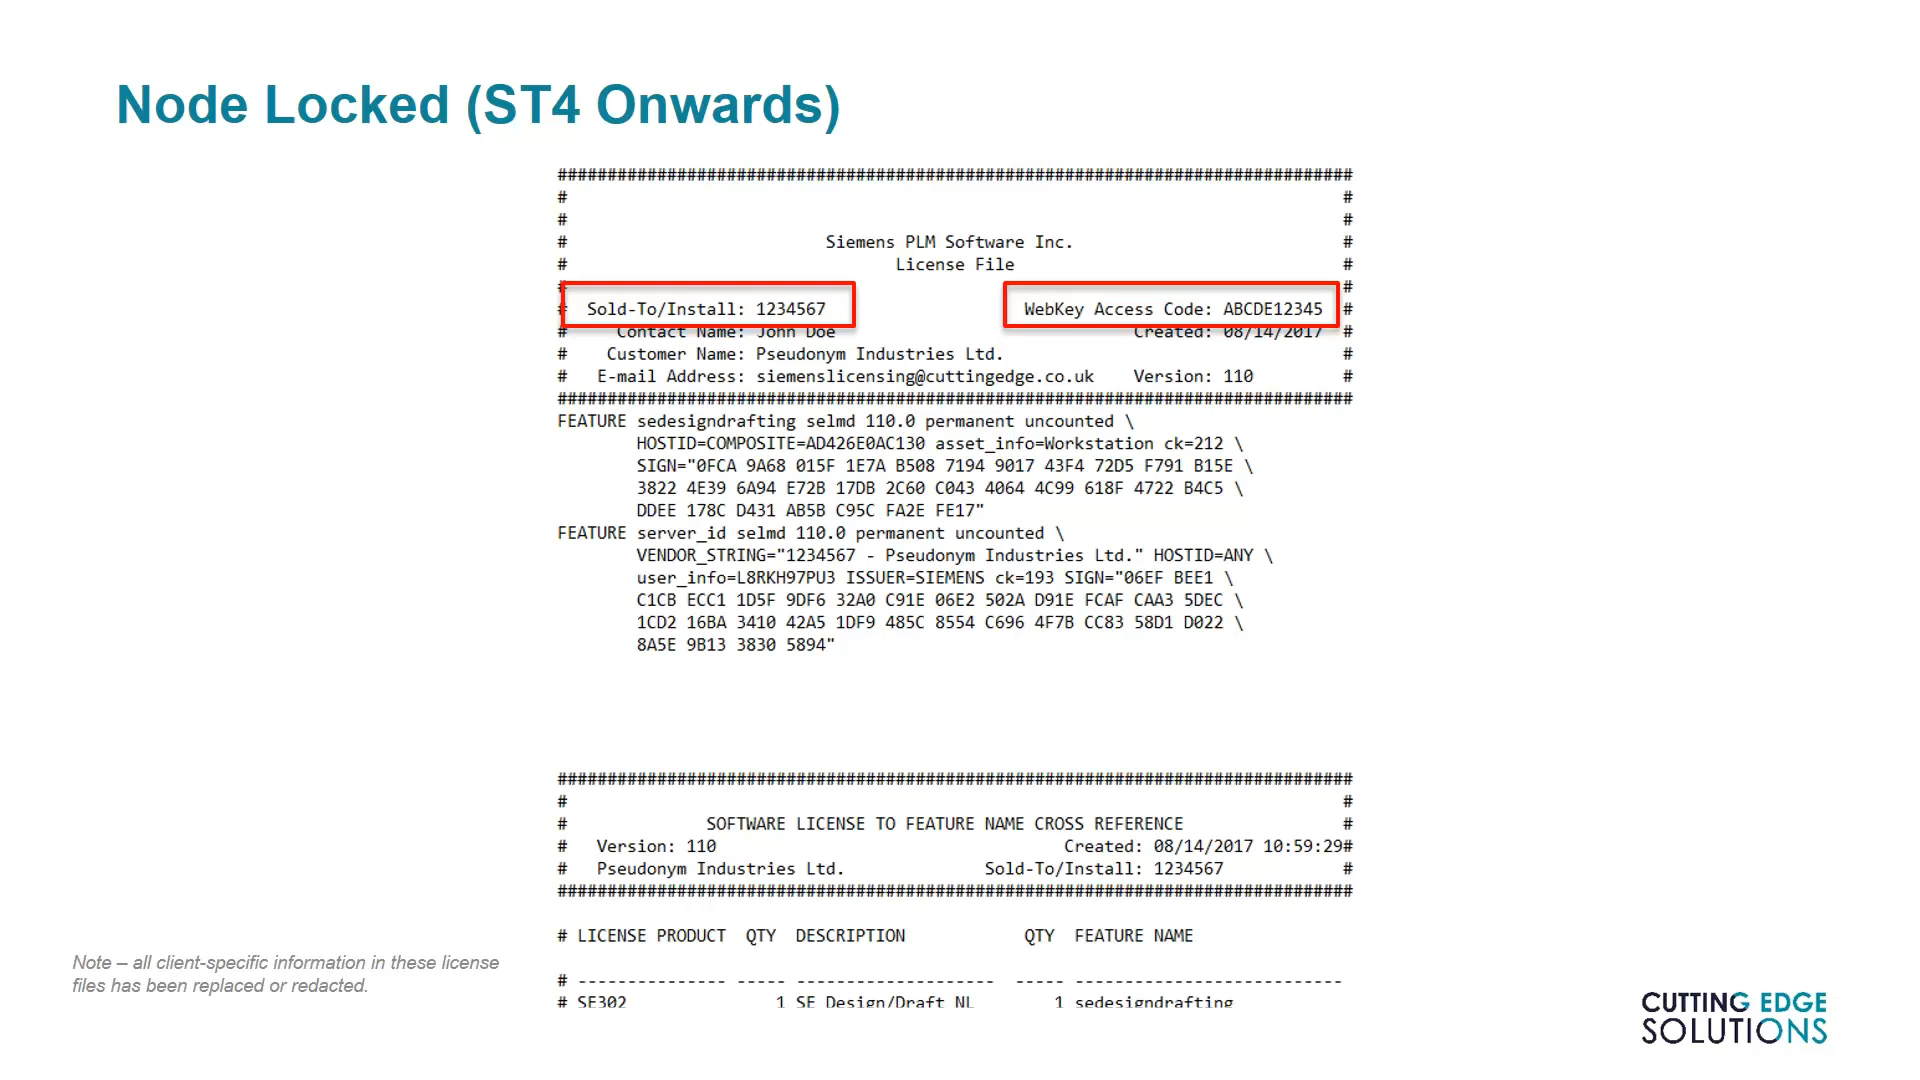 Node Locked (ST4 Onwards)
################################################################################
# #
# #
# Siemens PLM Software Inc. #
# License File #
# #
# Sold-To/Install: 1234567 WebKey Access Code: ABCDE12345 #
# Contact Name: John Doe Created: 08/14/2017 #
# Customer Name: Pseudonym Industries Ltd. #
# E-mail Address: siemenslicensing@cuttingedge.co.uk Version: 110 #
################################################################################
FEATURE sedesigndrafting selmd 110.0 permanent uncounted \
HOSTID=COMPOSITE=AD426E0AC130 asset_info=Workstation ck=212 \
SIGN="0FCA 9A68 015F 1E7A B508 7194 9017 43F4 72D5 F791 B15E \
3822 4E39 6A94 E72B 17DB 2C60 C043 4064 4C99 618F 4722 B4C5 \
DDEE 178C D431 AB5B C95C FA2E FE17"
FEATURE server_id selmd 110.0 permanent uncounted \
VENDOR_STRING="1234567 - Pseudonym Industries Ltd." HOSTID=ANY \
user_info=L8RKH97PU3 ISSUER=SIEMENS ck=193 SIGN="06EF BEE1 \
C1CB ECC1 1D5F 9DF6 32A0 C91E 06E2 502A D91E FCAF CAA3 5DEC \
1CD2 16BA 3410 42A5 1DF9 485C 8554 C696 4F7B CC83 58D1 D022 \
8A5E 9B13 3830 5894"
################################################################################
# #
# SOFTWARE LICENSE TO FEATURE NAME CROSS REFERENCE #
# Version: 110 Created: 08/14/2017 10:59:29#
# Pseudonym Industries Ltd. Sold-To/Install: 1234567 #
################################################################################
# LICENSE PRODUCT QTY DESCRIPTION QTY FEATURE NAME
# --------------- ----- -------------------- ----- ---------------------------
# SE302 1 SE Design/Draft NL 1 sedesigndrafting
Note – all client-specific information in these license
files has been replaced or redacted.
CUTTING EDGE
SOLUTIONS